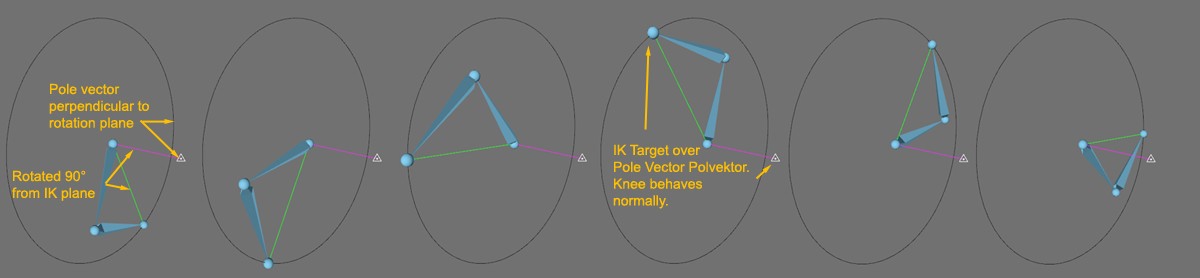 Pole vector
perpendicular to
rotation plane
Rotated 90°
from IK plane
IK Target over
Pole Vector Polvektor.
Knee behaves
normally.